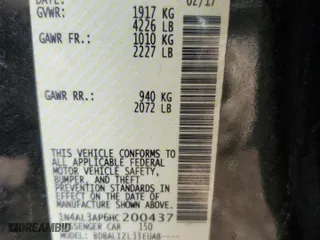 DATE: 02/17
GVWR: 1917 KG
4226 LB
GAWR FR.: 1010 KG
2227 LB
GAWR RR.: 940 KG
2072 LB
THIS VEHICLE CONFORMS TO ALL
APPLICABLE FEDERAL
MOTOR VEHICLE SAFETY,
BUMPER, AND
THEFT PREVENTION
STANDARDS IN EFFECT
ON THE DATE OF
MANUFACTURE SHOWN ABOVE.
1N4AL3AP6HC200437
PASSENGER CAR 150
DREAMBID